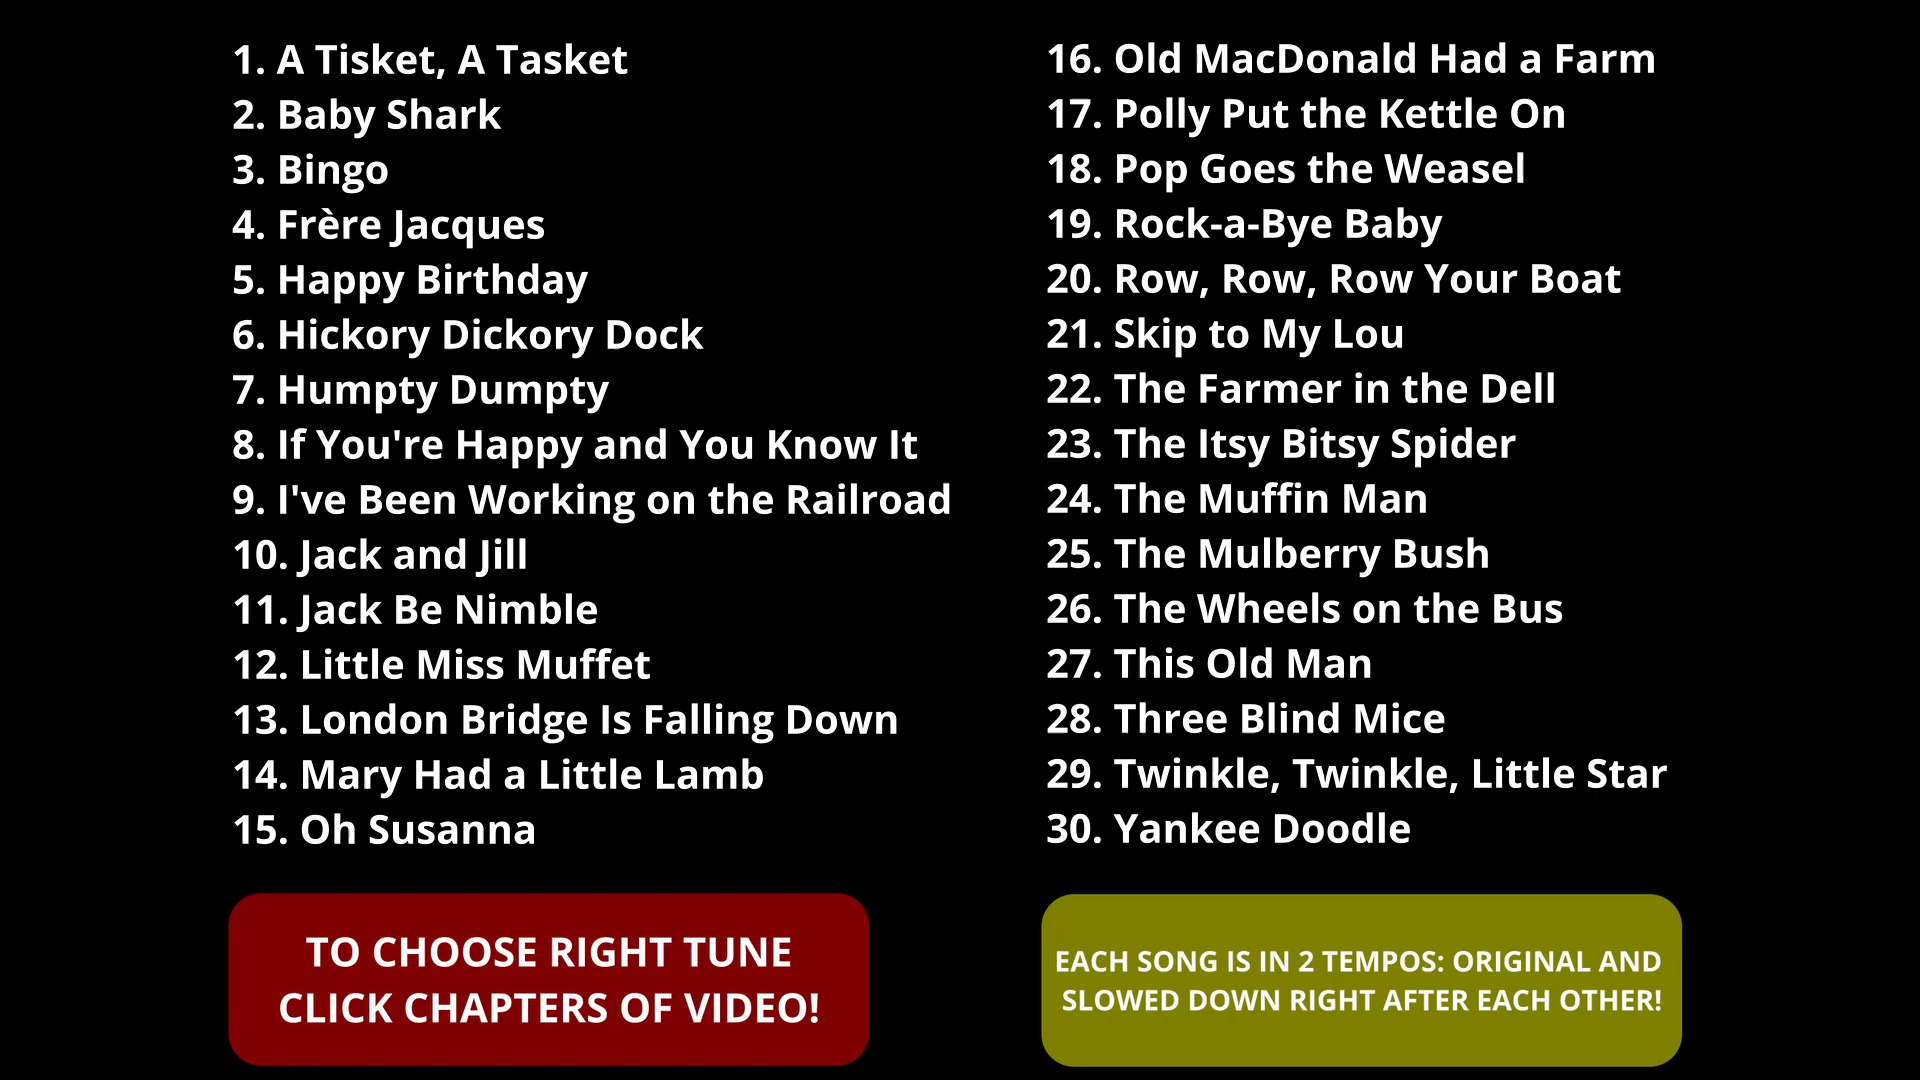 1. A Tisket, A Tasket
2. Baby Shark
3. Bingo
4. Frère Jacques
5. Happy Birthday
6. Hickory Dickory Dock
7. Humpty Dumpty
8. If You're Happy and You Know It
9. I've Been Working on the Railroad
10. Jack and Jill
11. Jack Be Nimble
12. Little Miss Muffet
13. London Bridge Is Falling Down
14. Mary Had a Little Lamb
15. Oh Susanna
16. Old MacDonald Had a Farm
17. Polly Put the Kettle On
18. Pop Goes the Weasel
19. Rock-a-Bye Baby
20. Row, Row, Row Your Boat
21. Skip to My Lou
22. The Farmer in the Dell
23. The Itsy Bitsy Spider
24. The Muffin Man
25. The Mulberry Bush
26. The Wheels on the Bus
27. This Old Man
28. Three Blind Mice
29. Twinkle, Twinkle, Little Star
30. Yankee Doodle
TO CHOOSE RIGHT TUNE
CLICK CHAPTERS OF VIDEO!
EACH SONG IS IN 2 TEMPOS: ORIGINAL AND
SLOWED DOWN RIGHT AFTER EACH OTHER!